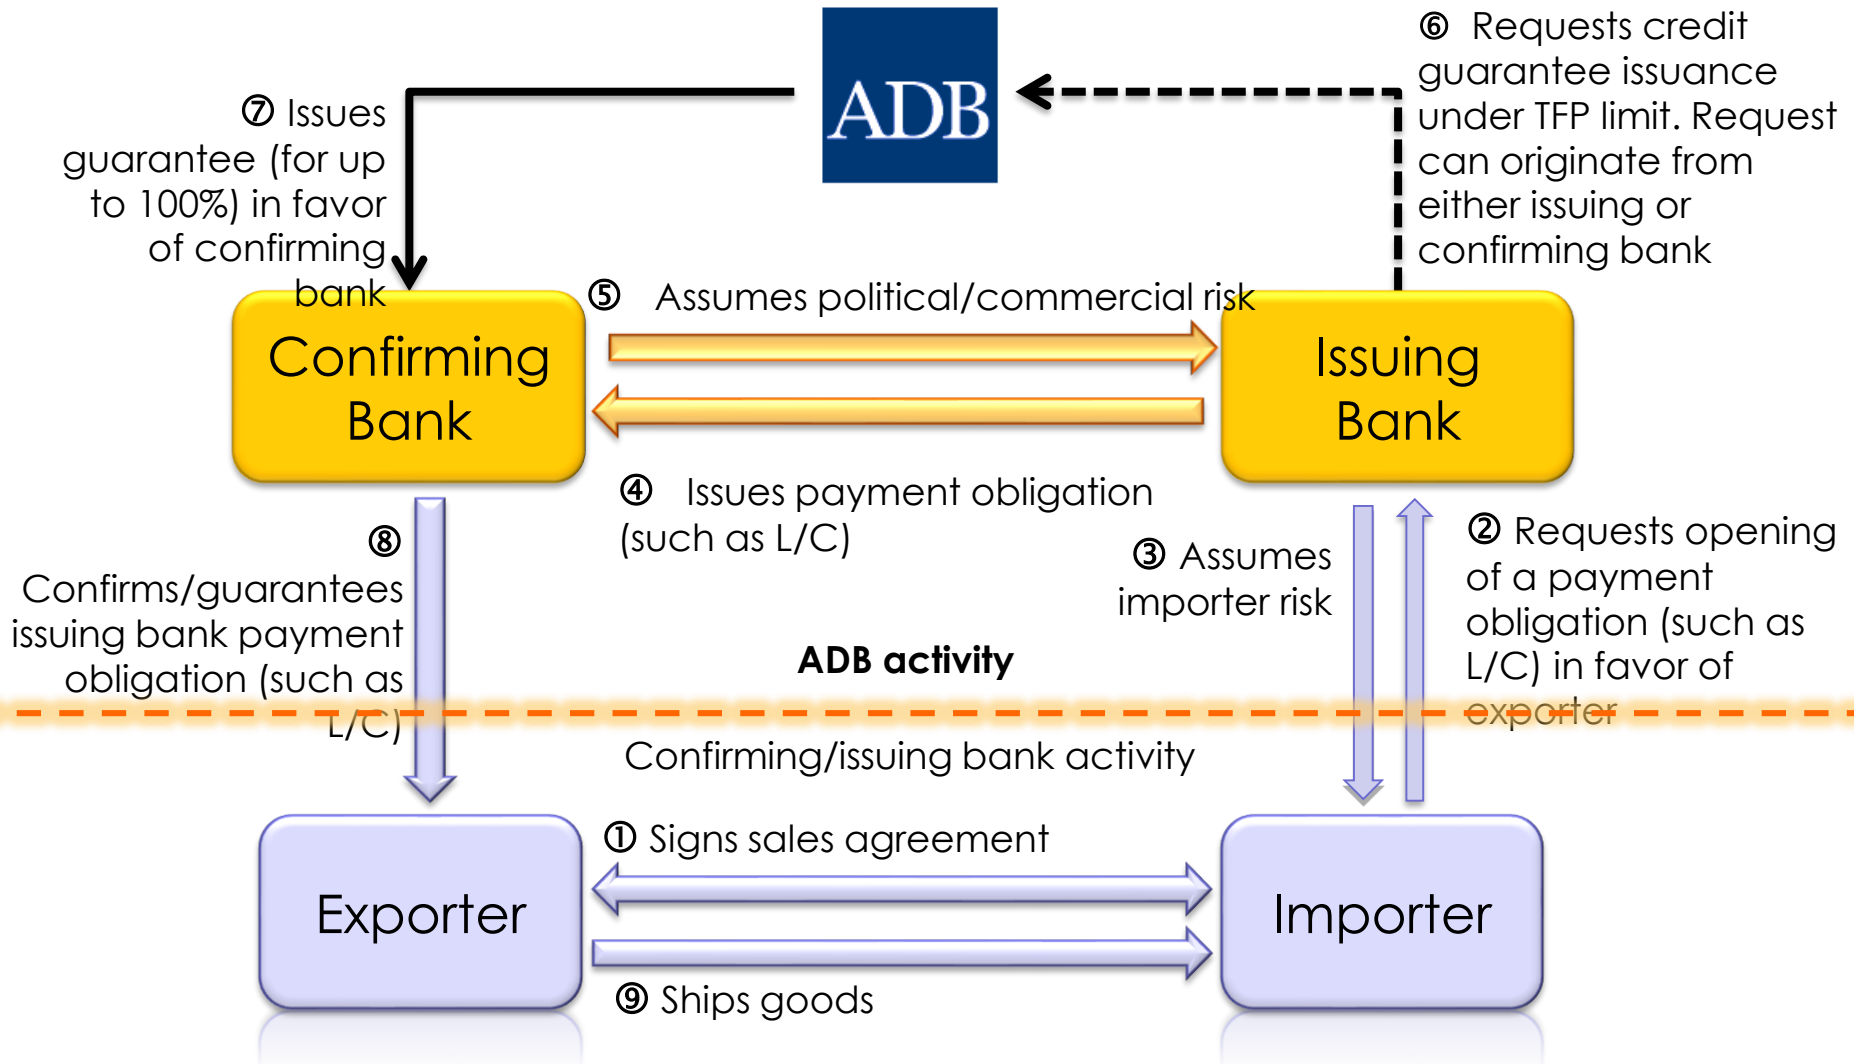 ADB
⑥ Requests credit
guarantee issuance
under TFP limit. Request
can originate from
either issuing or
confirming bank
⑦ Issues
guarantee (for up
to 100%) in favor
of confirming
bank
⑤ Assumes political/commercial risk
Confirming
Bank
Issuing
Bank
④ Issues payment obligation
(such as L/C)
③ Assumes
importer risk
② Requests opening
of a payment
obligation (such as
L/C) in favor of
exporter
⑧
Confirms/guarantees
issuing bank payment
obligation (such as
L/C)
ADB activity
Confirming/issuing bank activity
① Signs sales agreement
Exporter
Importer
⑨ Ships goods